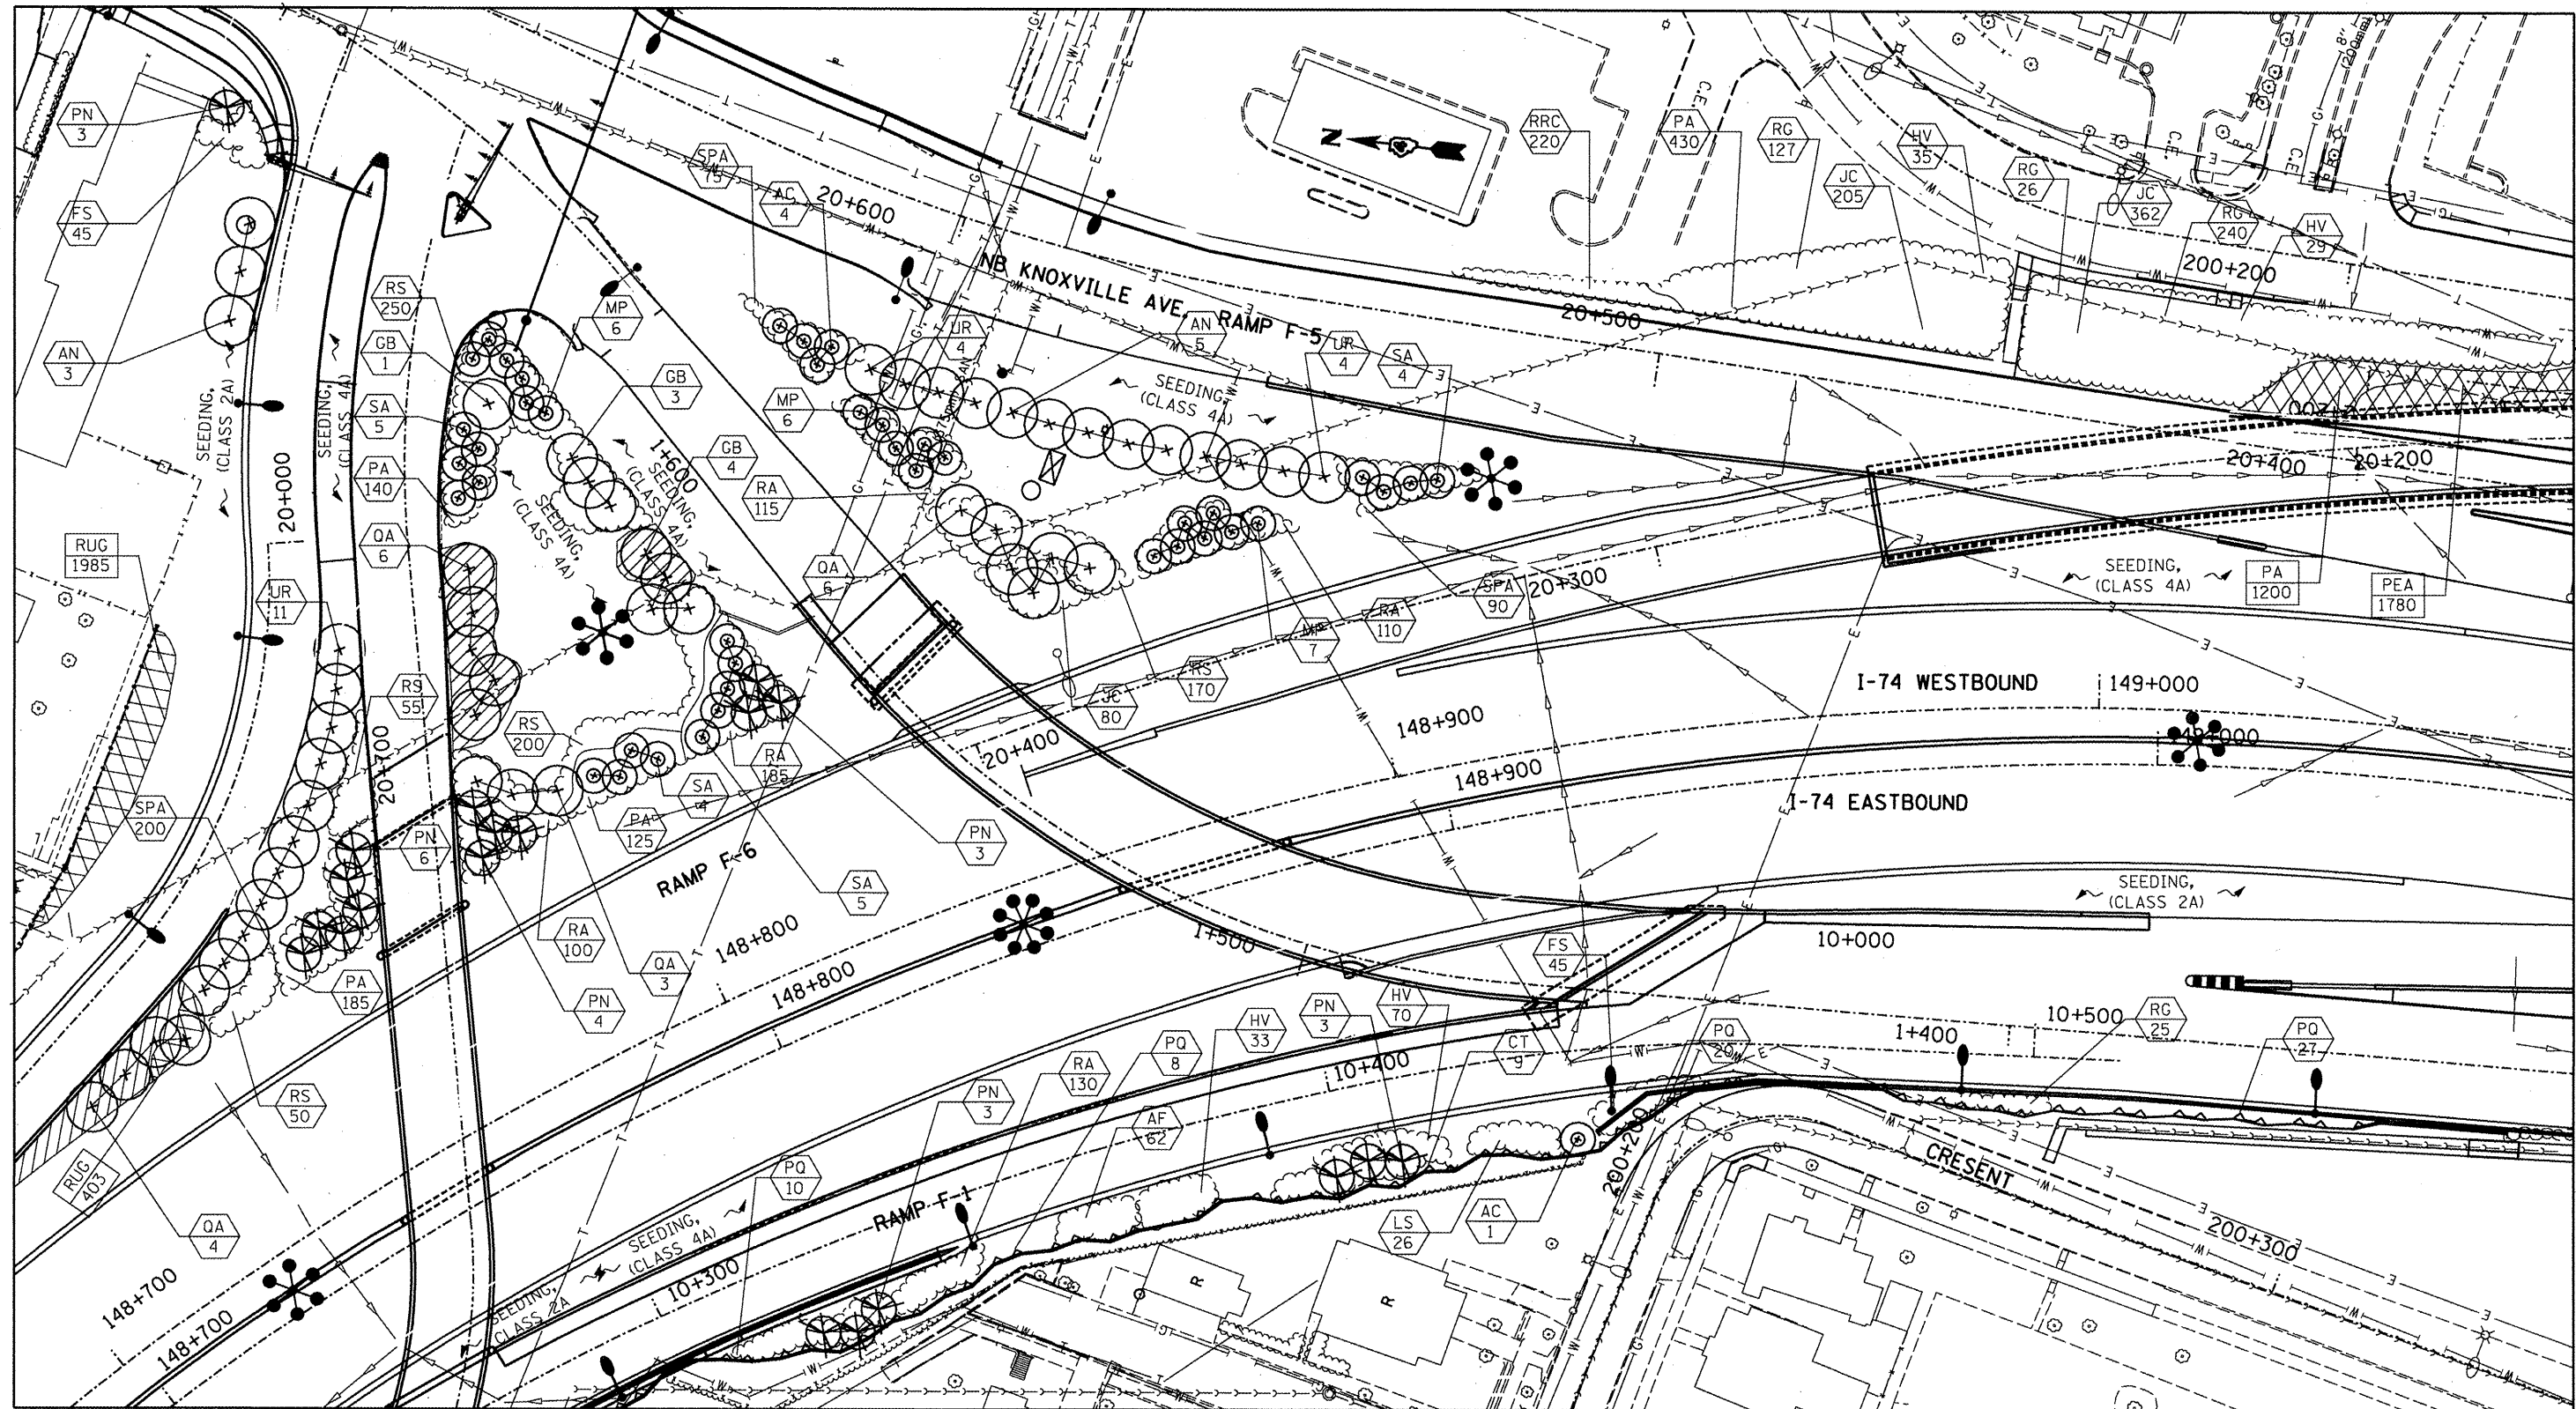 PN
3
FS
45
AN
3
SEEDING,
(CLASS 2A)
20+000
SEEDING,
(CLASS 4A)
RS
250
GB
1
SA
5
PA
140
QA
6
RUG
1985
UR
11
RS
55
20+700
SPA
200
PN
6
PA
185
RS
50
RUG
403
QA
4
148+700
148+700
MP
6
GB
3
GB
4
1+600
SEEDING,
(CLASS 4A)
SEEDING,
(CLASS 4A)
SPA
75
AC
4
20+600
NB KNOXVILLE AVE.
RAMP F-5
UR
4
MP
6
RA
115
QA
6
AN
5
UR
4
SA
4
SEEDING,
(CLASS 4A)
N
RRC
220
PA
430
RG
127
JC
205
HV
35
RG
26
JC
362
RG
240
HV
29
C.E.
C.E.
C.E.
8"
(200mm)
20+500
200+200
20+400
20+200
SEEDING,
(CLASS 4A)
PA
1200
PEA
1780
SPA
90
20+300
RA
110
MP
7
RS
170
JC
80
RS
200
RA
185
SA
4
PA
125
RAMP F-6
SA
5
PN
3
RA
100
QA
3
PN
4
20+400
148+900
148+900
148+800
148+800
I-74 WESTBOUND
149+000
149+000
I-74 EASTBOUND
SEEDING,
(CLASS 2A)
10+000
1+500
FS
45
HV
70
PN
3
HV
33
PQ
8
RA
130
PN
3
AF
62
PQ
10
CT
9
PQ
20
1+400
10+500
RG
25
PQ
27
10+400
RAMP F-1
10+300
SEEDING,
(CLASS 4A)
SEEDING,
CLASS 2A
LS
26
AC
1
200+200
CRESENT
200+300
R
R